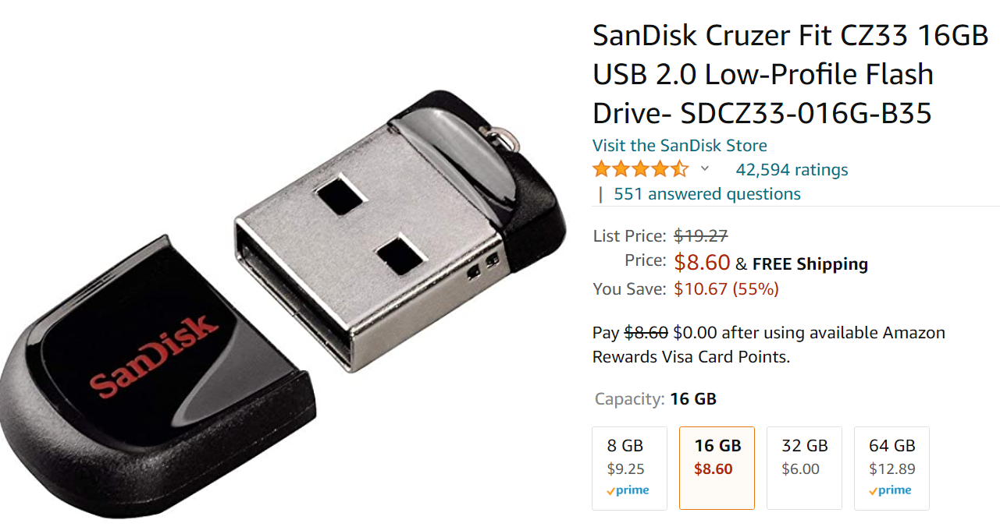 SanDisk
SanDisk Cruzer Fit CZ33 16GB
USB 2.0 Low-Profile Flash
Drive- SDCZ33-016G-B35
Visit the SanDisk Store
42,594 ratings
| 551 answered questions
List Price: $19.27
Price: $8.60 & FREE Shipping
You Save: $10.67 (55%)
Pay $8.60 $0.00 after using available Amazon
Rewards Visa Card Points.
Capacity: 16 GB
8 GB
$9.25
prime
16 GB
$8.60
32 GB
$6.00
64 GB
$12.89
prime